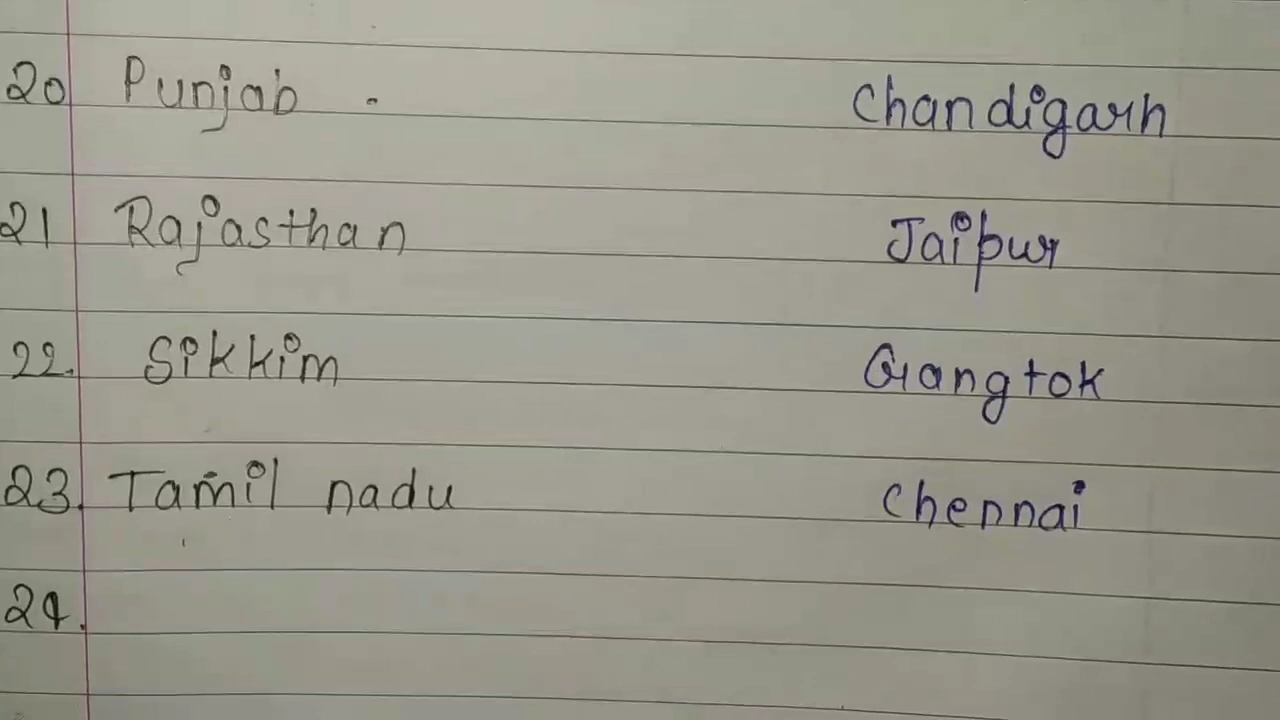 20 Punjab . Chandigarh
21 Rajasthan Jaipur
22. Sikkim Gangtok
23. Tamil nadu Chennai
24.